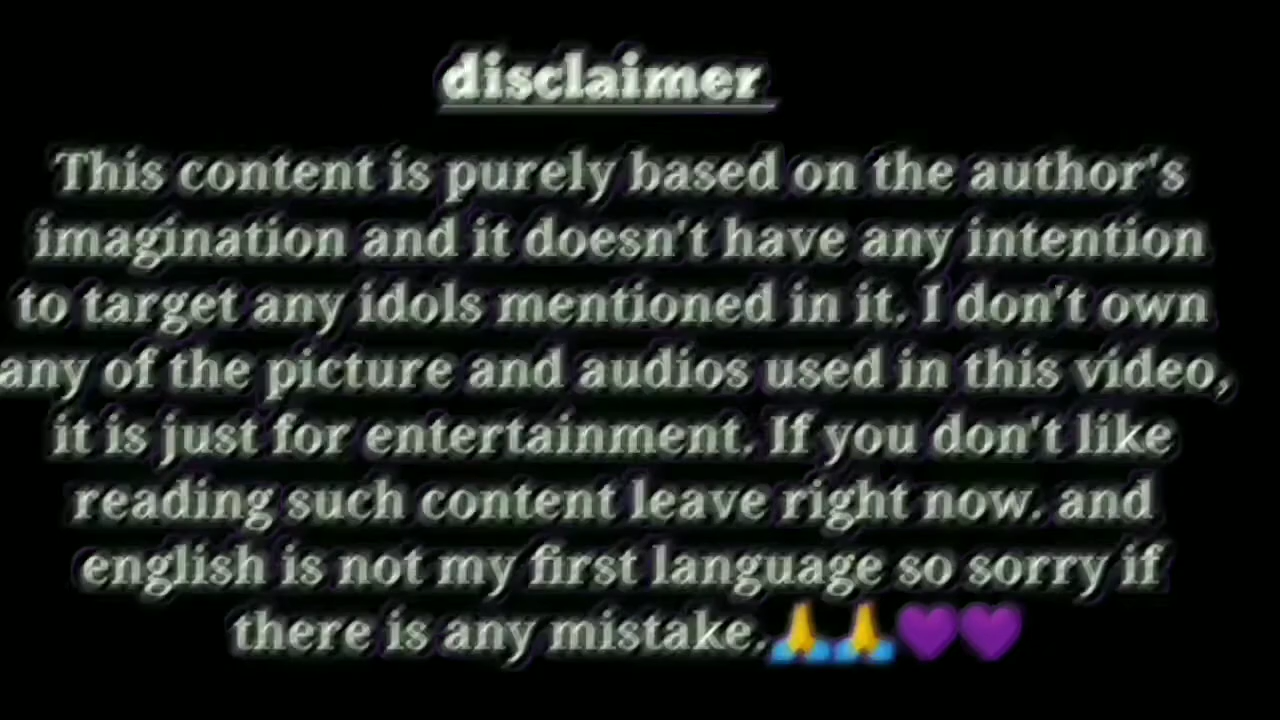 disclaimer
This content is purely based on the author's
imagination and it doesn't have any intention
to target any idols mentioned in it. I don't own
any of the picture and audios used in this video,
it is just for entertainment. If you don't like
reading such content leave right now. and
english is not my first language so sorry if
there is any mistake.🙏🙏💜💜